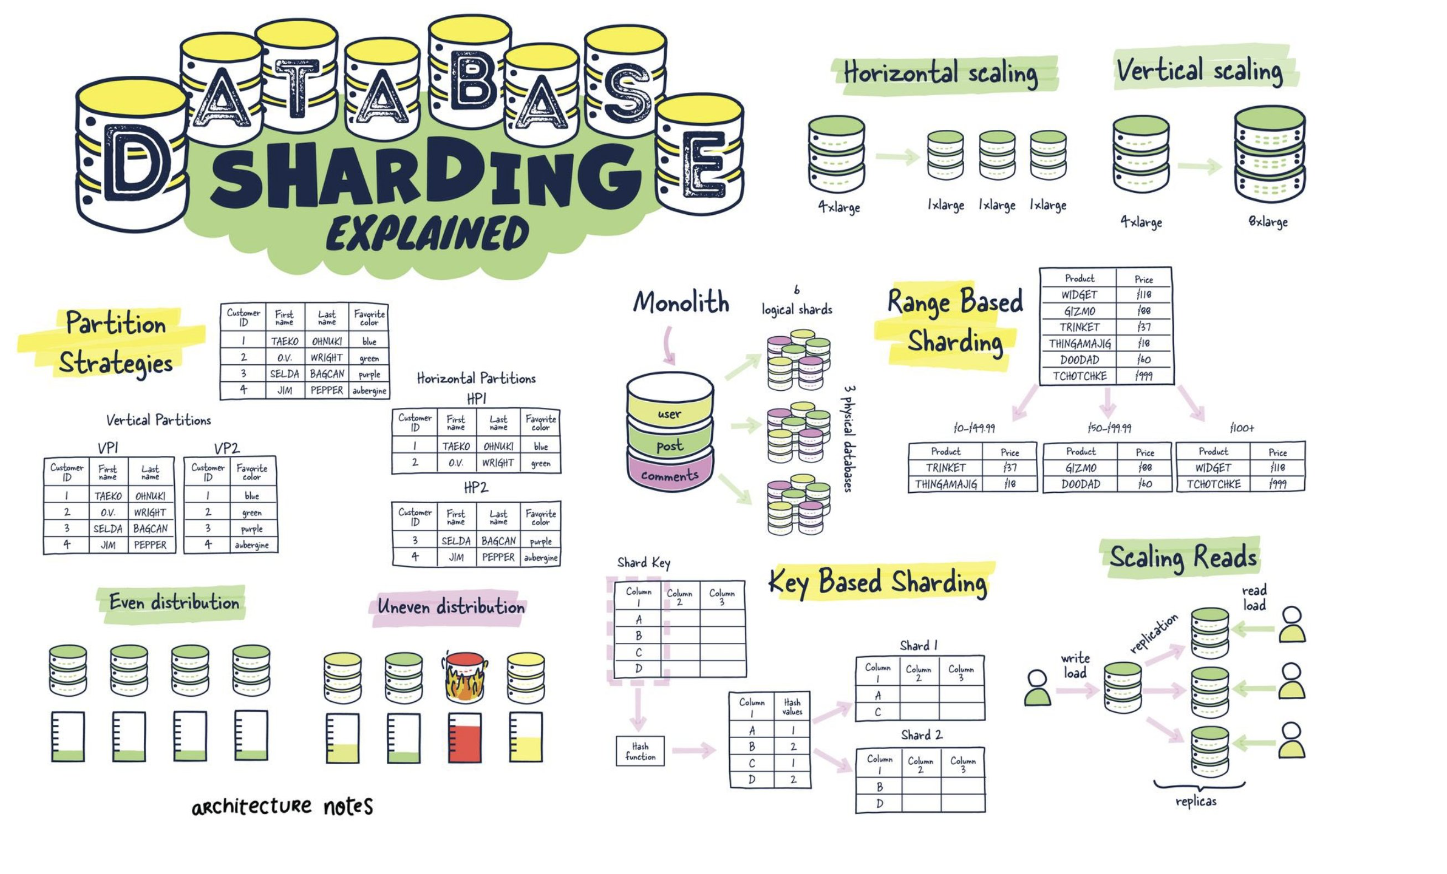 DATABASE
SHARDING
EXPLAINED
Horizontal scaling
4xlarge
1xlarge 1xlarge 1xlarge
Vertical scaling
4xlarge
8xlarge
Partition
Strategies
Customer ID First name Last name Favorite color
1 TAEKO OHNUKI blue
2 O.V. WRIGHT green
3 SELDA BAGCAN purple
4 JIM PEPPER aubergine
Vertical Partitions
VP1
Customer ID First name Last name
1 TAEKO OHNUKI
2 O.V. WRIGHT
3 SELDA BAGCAN
4 JIM PEPPER
VP2
Customer ID Favorite color
1 blue
2 green
3 purple
4 aubergine
Horizontal Partitions
HP1
Customer ID First name Last name Favorite color
1 TAEKO OHNUKI blue
2 O.V. WRIGHT green
HP2
Customer ID First name Last name Favorite color
3 SELDA BAGCAN purple
4 JIM PEPPER aubergine
Monolith
user
post
comments
6
logical shards
3 physical databases
Range Based
Sharding
Product Price
WIDGET $118
GIZMO $88
TRINKET $37
THINGAMAJIG $18
DOODAD $60
TCHOTCHKE $999
$0-$49.99
Product Price
TRINKET $37
THINGAMAJIG $18
$50-$99.99
Product Price
GIZMO $88
DOODAD $60
$100+
Product Price
WIDGET $118
TCHOTCHKE $999
Even distribution
Uneven distribution
Shard Key
Column 1 Column 2 Column 3
A
B
C
D
Hash
function
Key Based Sharding
Column 1 Hash values
A 1
B 2
C 1
D 2
Shard 1
Column 1 Column 2 Column 3
A
C
Shard 2
Column 1 Column 2 Column 3
B
D
Scaling Reads
write
load
replication
read
load
replicas
architecture notes